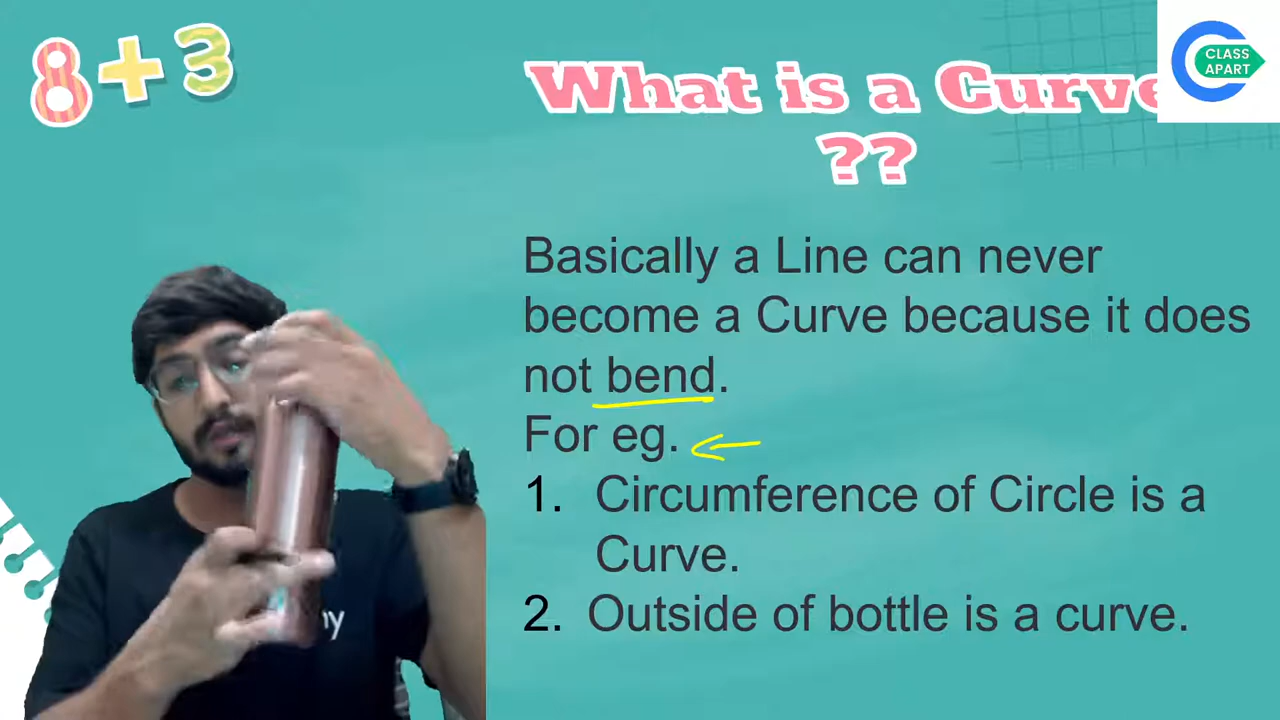 8+3
What is a Curve
??
CLASS
APART
Basically a Line can never
become a Curve because it does
not bend.
For eg.
1. Circumference of Circle is a
Curve.
2. Outside of bottle is a curve.